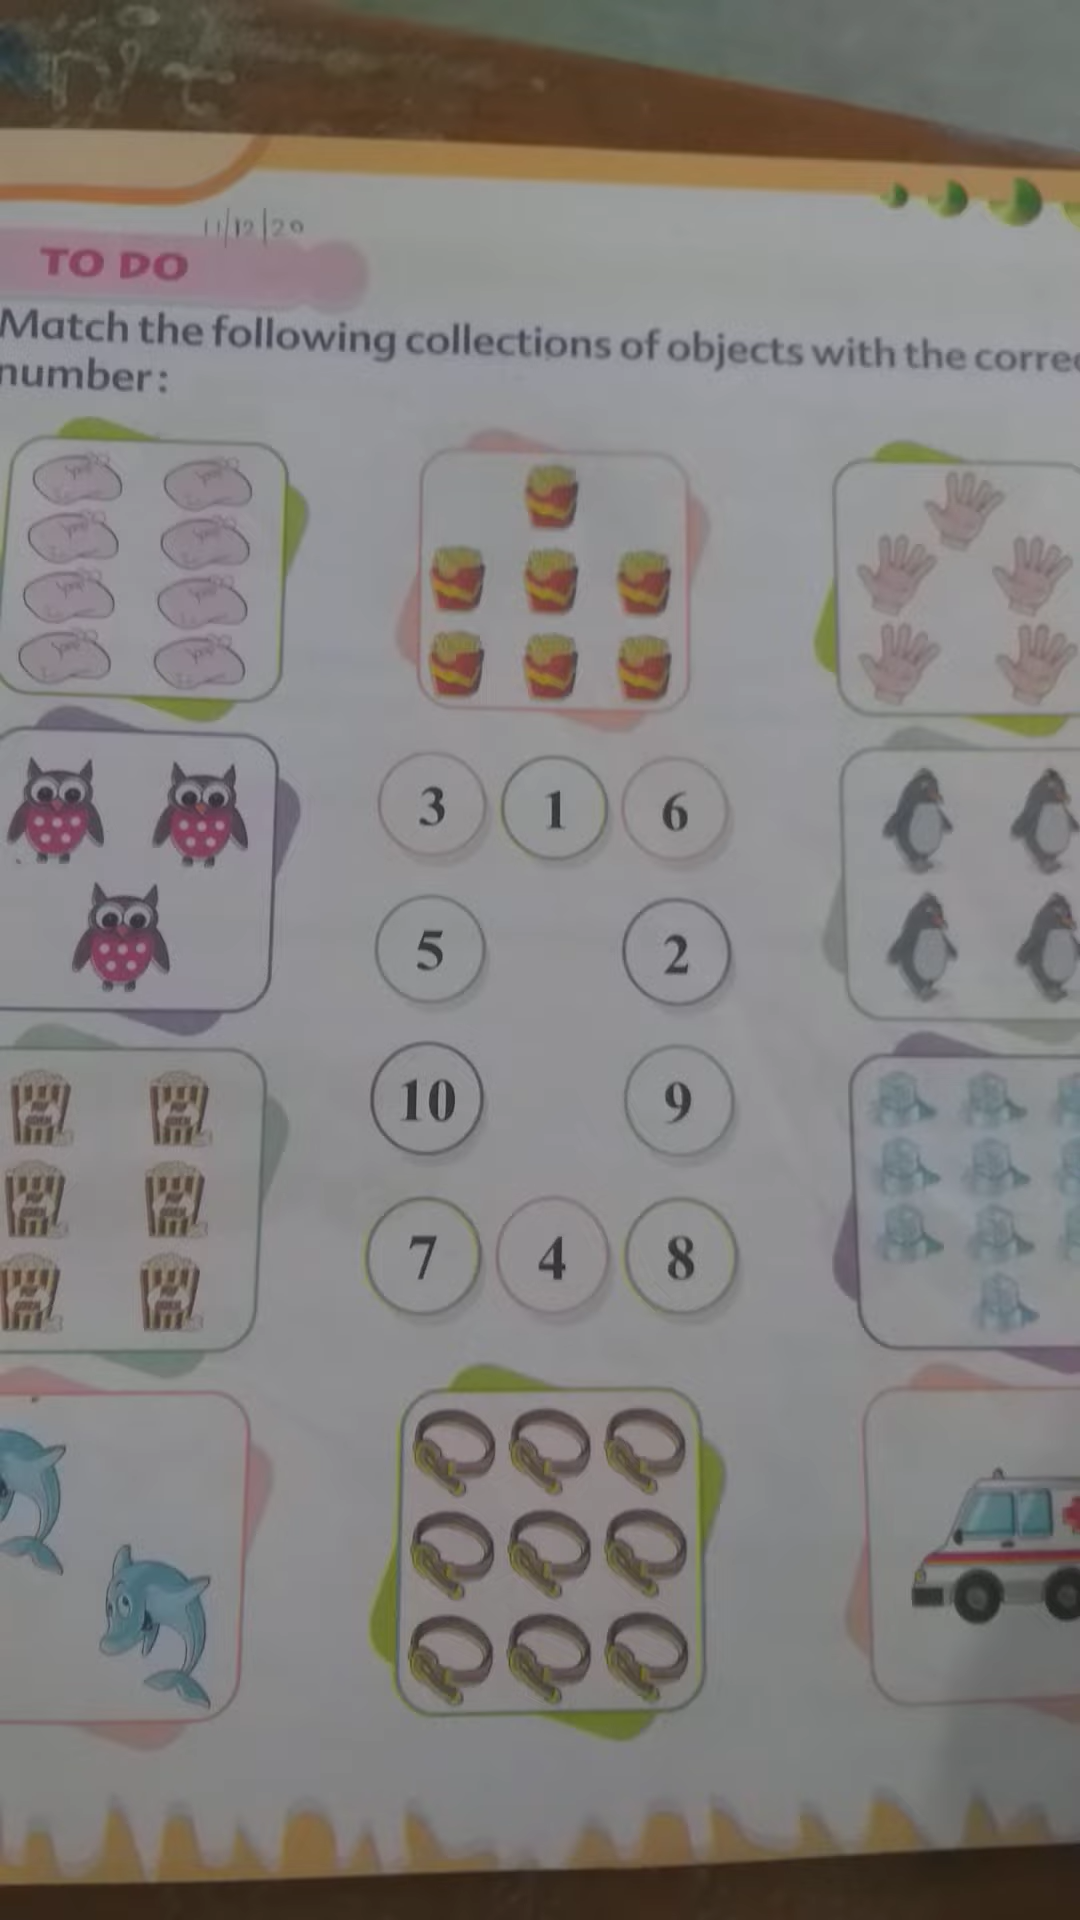 11/12/20
TO DO
Match the following collections of objects with the corre
number:
3 1 6
5 2
10 9
7 4 8